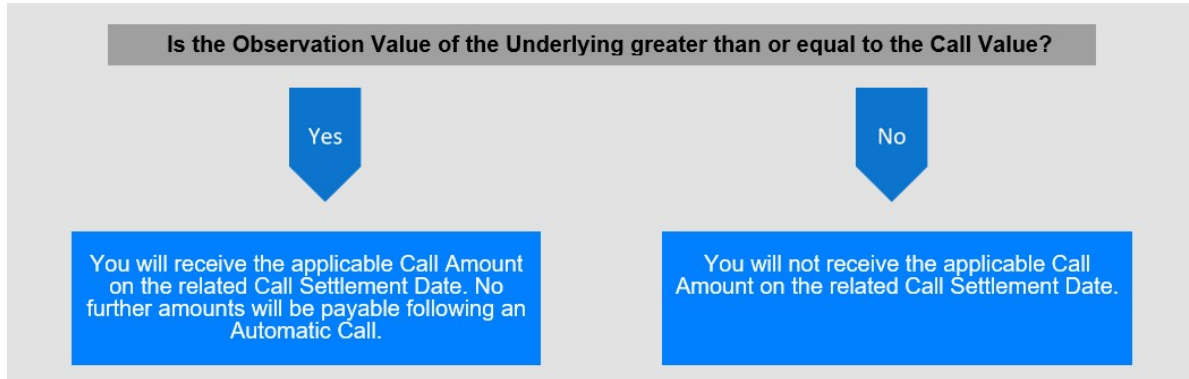 Is the Observation Value of the Underlying greater than or equal to the Call Value?
Yes
No
You will receive the applicable Call Amount
on the related Call Settlement Date. No
further amounts will be payable following an
Automatic Call.
You will not receive the applicable Call
Amount on the related Call Settlement Date.